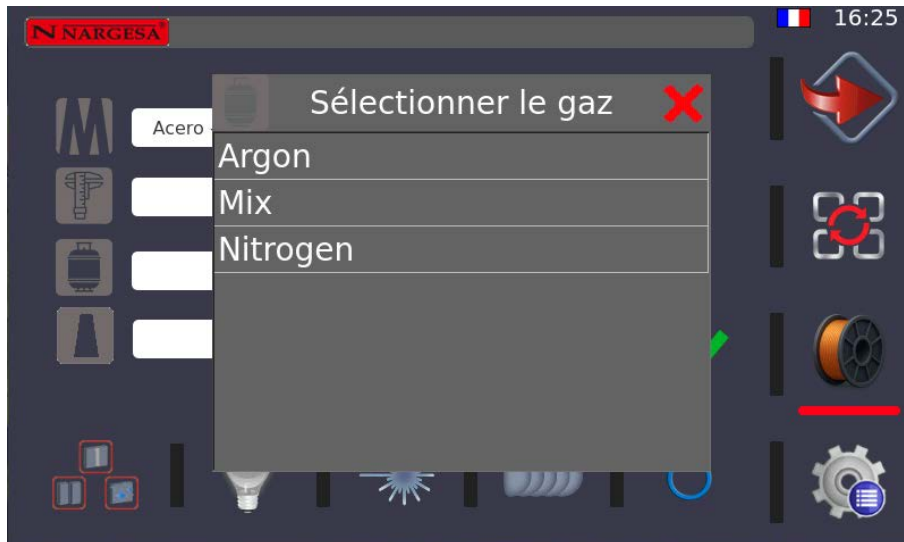 NARGESA
16:25
Sélectionner le gaz
Acero
Argon
Mix
Nitrogen